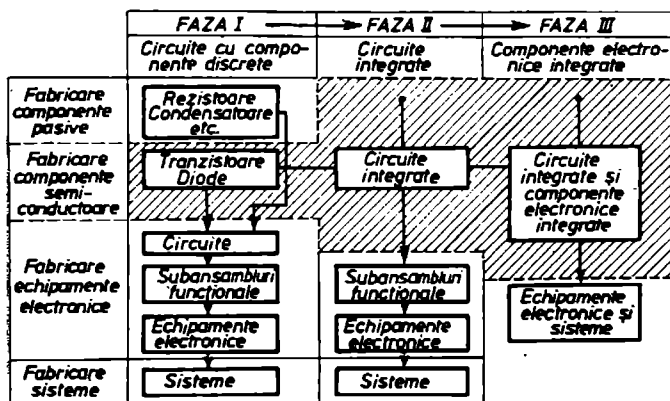 FAZA I
FAZA II
FAZA III
Circuite cu compo-
nente discrete
Circuite
integrate
Componente electro-
nice integrate
Fabricare
componente
pasive
Rezistoare
Condensatoare
etc.
Fabricare
componente
semi-
conductoare
Tranzistoare
Diode
Circuite
integrate
Circuite
integrate și
componente
electronice
integrate
Fabricare
echipamente
electronice
Circuite
Subansambluri
funcționale
Echipamente
electronice
Subansambluri
funcționale
Echipamente
electronice
Echipamente
electronice și
sisteme
Fabricare
sisteme
Sisteme
Sisteme